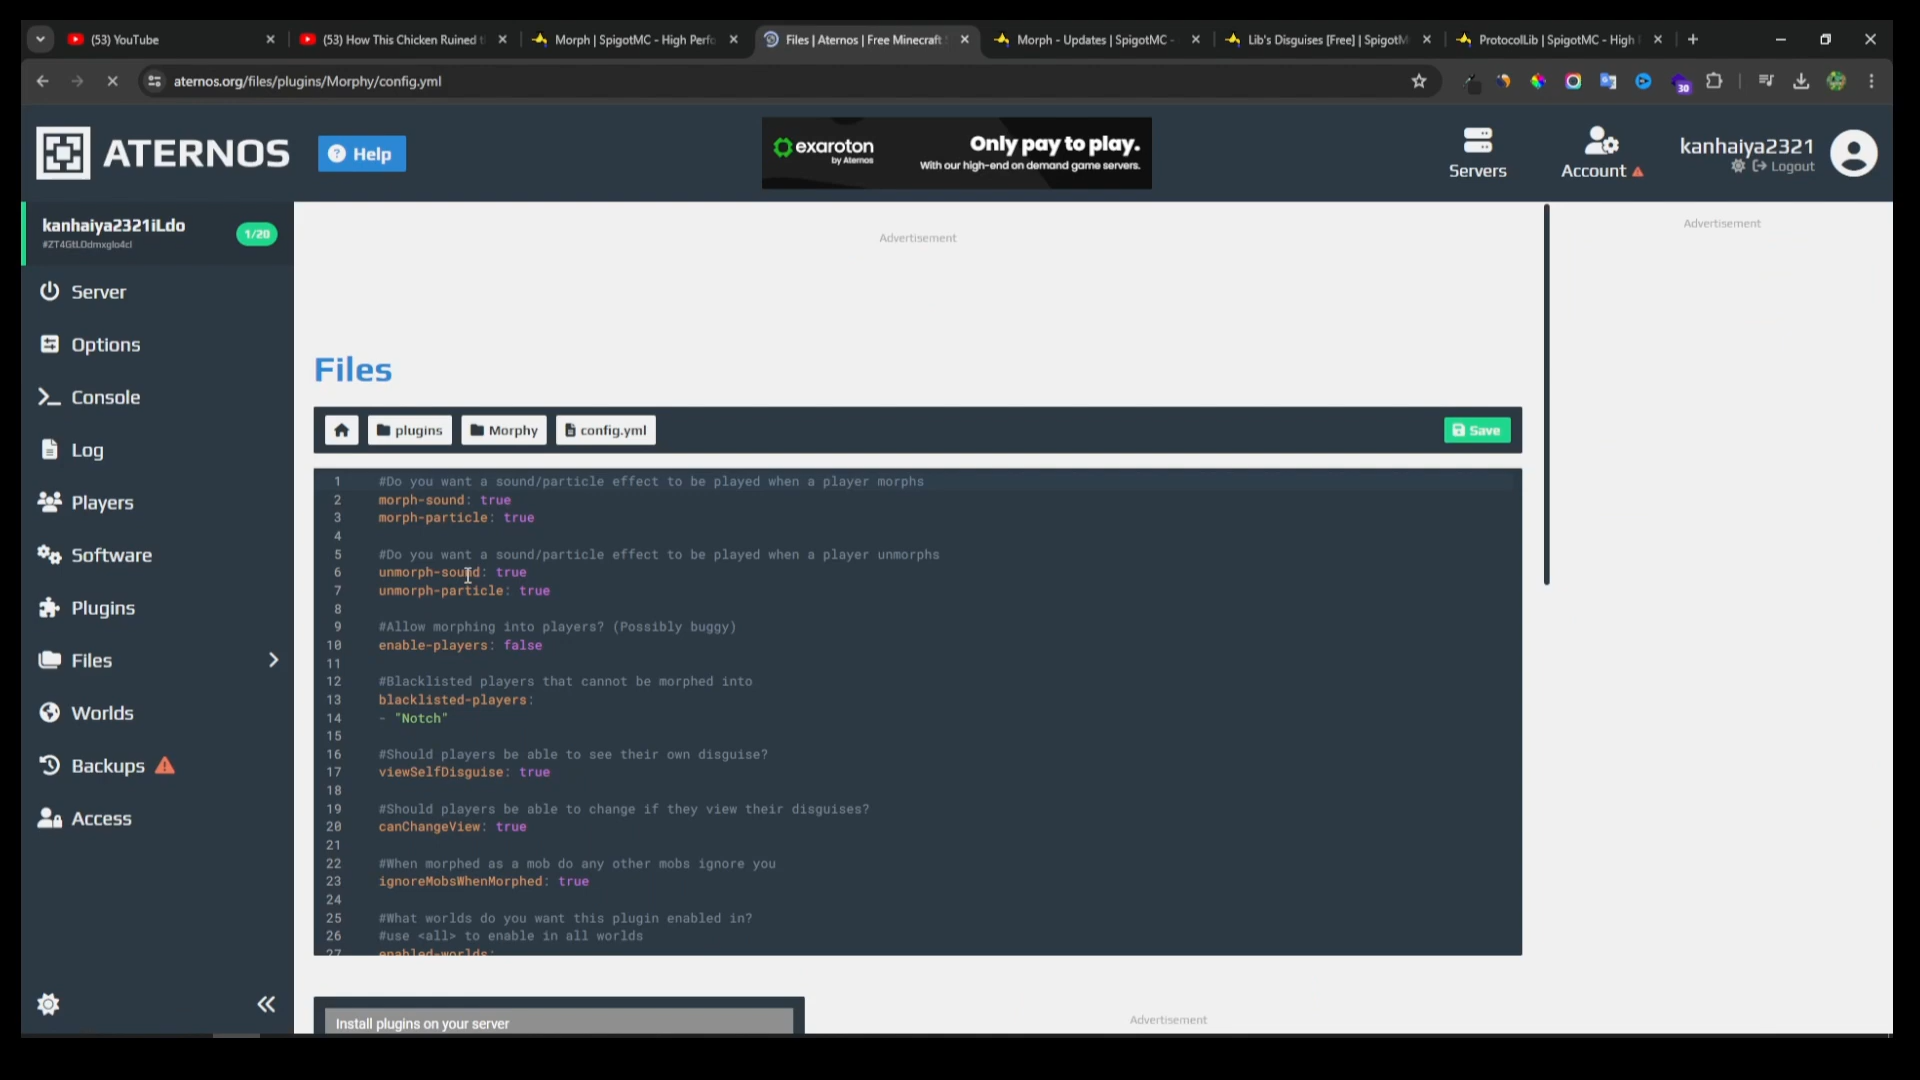 (53) YouTube
(53) How This Chicken Ruined t
Morph | SpigotMC - High Perfo
Files | Aternos | Free Minecraft
Morph - Updates | SpigotMC -
Lib's Disguises [Free] | SpigotM
ProtocolLib | SpigotMC - High
aternos.org/files/plugins/Morphy/config.yml
30
ATERNOS
Help
exaroton
by Aternos
Only pay to play.
With our high-end on demand game servers.
Servers
Account
kanhaiya2321
Logout
kanhaiya2321iLdo
1/20
Server
Options
Console
Log
Players
Software
Plugins
Files
Worlds
Backups
Access
Advertisement
Advertisement
Files
plugins
Morphy
config.yml
Save
1 #Do you want a sound/particle effect to be played when a player morphs
2 morph-sound: true
3 morph-particle: true
4
5 #Do you want a sound/particle effect to be played when a player unmorphs
6 unmorph-sound: true
7 unmorph-particle: true
8
9 #Allow morphing into players? (Possibly buggy)
10 enable-players: false
11
12 #Blacklisted players that cannot be morphed into
13 blacklisted-players:
14 - "Notch"
15
16 #Should players be able to see their own disguise?
17 viewSelfDisguise: true
18
19 #Should players be able to change if they view their disguises?
20 canChangeView: true
21
22 #When morphed as a mob do any other mobs ignore you
23 ignoreMobsWhenMorphed: true
24
25 #What worlds do you want this plugin enabled in?
26 #use <all> to enable in all worlds
27 enabled-worlds:
Install plugins on your server
Advertisement